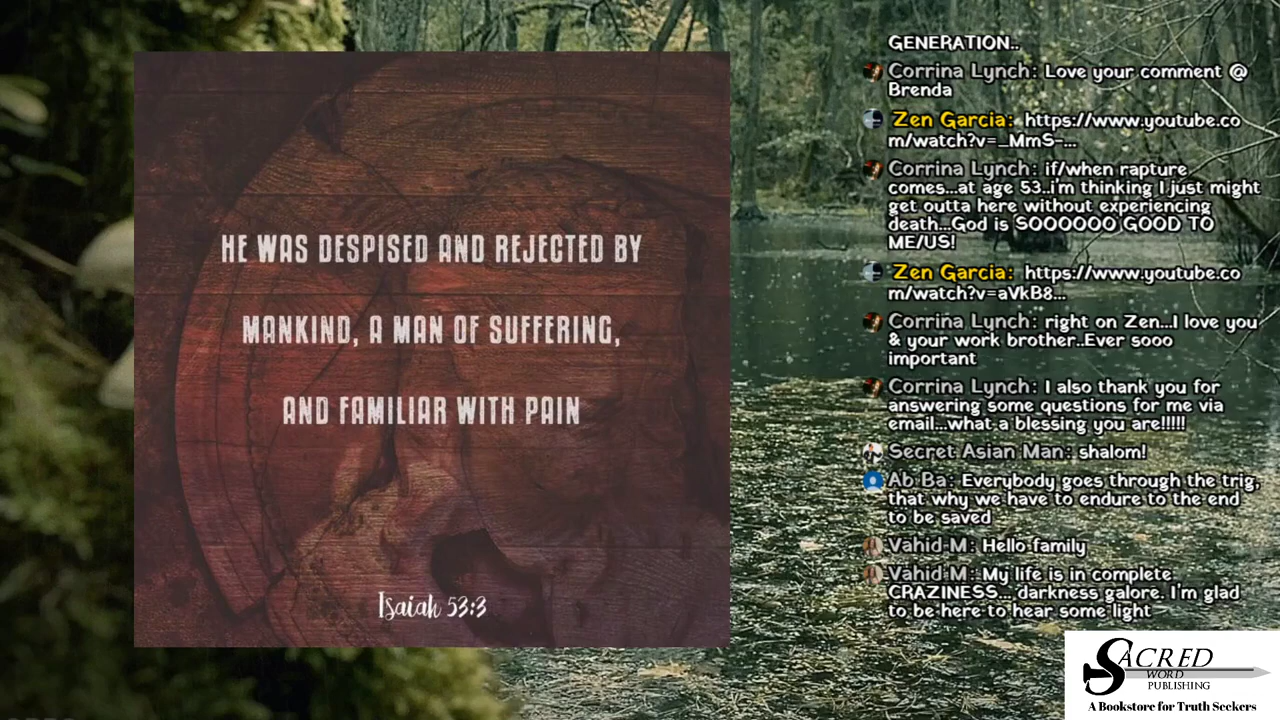 HE WAS DESPISED AND REJECTED BY
MANKIND, A MAN OF SUFFERING,
AND FAMILIAR WITH PAIN
Isaiah 53:3
GENERATION..
Corrina Lynch: Love your comment @
Brenda
Zen Garcia: https://www.youtube.co
m/watch?v=_MmS-...
Corrina Lynch: if/when rapture
comes...at age 53..i'm thinking I just might
get outta here without experiencing
death...God is SOOOOOO GOOD TO
ME/US!
Zen Garcia: https://www.youtube.co
m/watch?v=aVkB8...
Corrina Lynch: right on Zen...I love you
& your work brother..Ever sooo
important
Corrina Lynch: I also thank you for
answering some questions for me via
email...what a blessing you are!!!!!
Secret Asian Man: shalom!
Ab Ba: Everybody goes through the trig,
that why we have to endure to the end
to be saved
Vahid M: Hello family
Vahid M: My life is in complete
CRAZINESS... darkness galore. I'm glad
to be here to hear some light
SACRED
WORD
PUBLISHING
A Bookstore for Truth Seekers